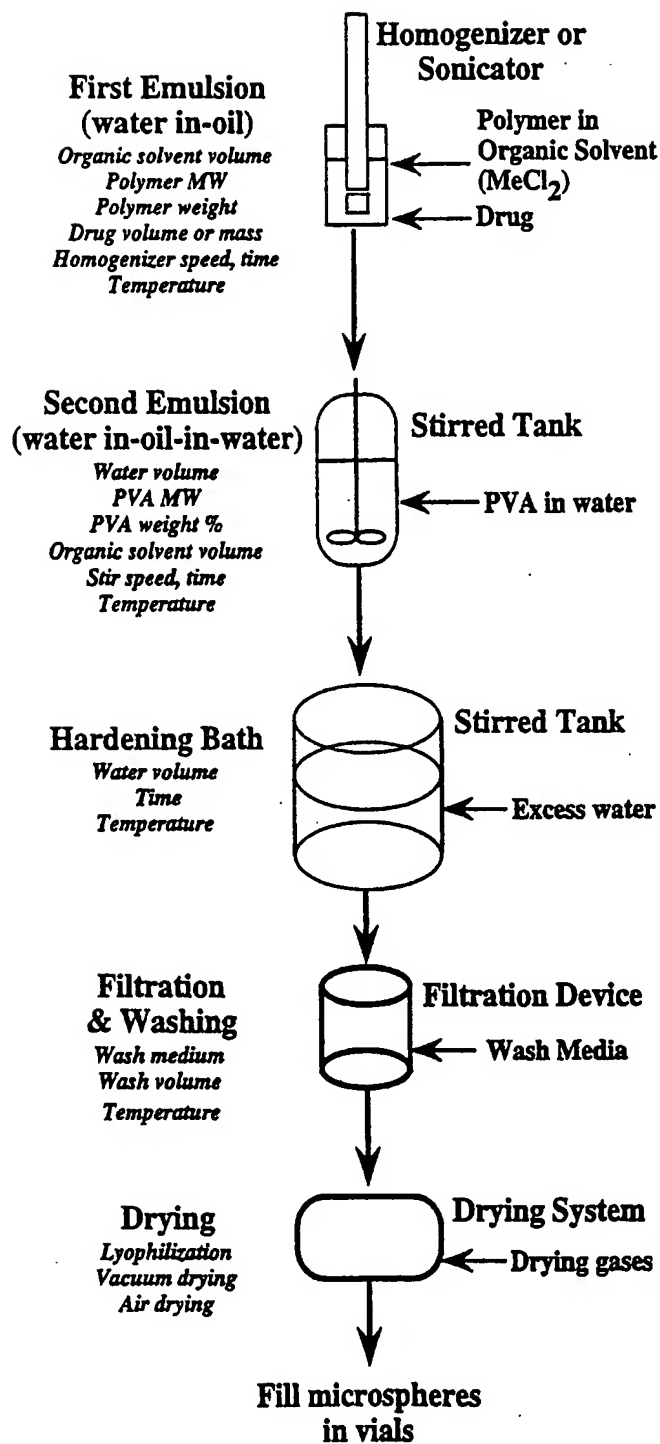 Homogenizer or
Sonicator
First Emulsion
(water in-oil)
Organic solvent volume
Polymer MW
Polymer weight
Drug volume or mass
Homogenizer speed, time
Temperature
Polymer in
Organic Solvent
(MeCl2)
Drug
Second Emulsion
(water in-oil-in-water)
Water volume
PVA MW
PVA weight %
Organic solvent volume
Stir speed, time
Temperature
Stirred Tank
PVA in water
Hardening Bath
Water volume
Time
Temperature
Stirred Tank
Excess water
Filtration
& Washing
Wash medium
Wash volume
Temperature
Filtration Device
Wash Media
Drying
Lyophilization
Vacuum drying
Air drying
Drying System
Drying gases
Fill microspheres
in vials